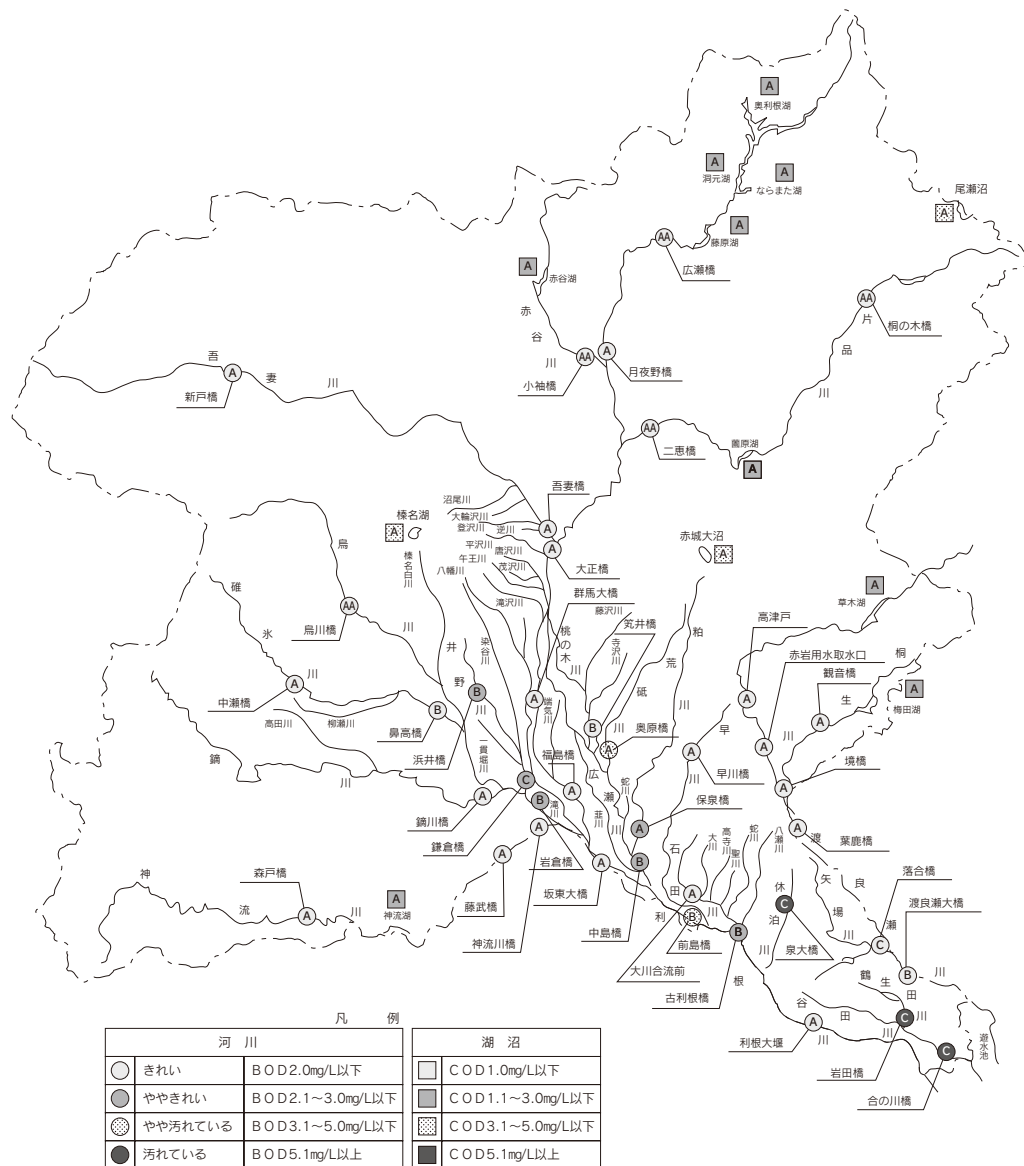 A
奥利根湖
A
洞元湖
A
ならまた湖
尾瀬沼
A
A
藤原湖
AA
広瀬橋
A
赤谷湖
赤谷川
AA
小袖橋
A
月夜野橋
AA
桐の木橋
片品川
吾妻川
A
新戸橋
AA
二恵橋
薗原湖
A
吾妻橋
A
沼尾川
大輪沢川
登沢川
逆川
平沢川
唐沢川
午王川
茂沢川
八幡川
滝沢川
A
大正橋
榛名湖
A
榛名白川
赤城大沼
A
群馬大橋
A
藤沢川
筑井橋
B
桃の木川
寺沢川
荒砥川
粕川
A
草木湖
高津戸
A
赤岩用水取水口
A
観音橋
A
桐生川
A
梅田湖
烏川
AA
烏川橋
碓氷川
A
中瀬橋
高田川
柳瀬川
B
鼻高橋
井野川
染谷川
B
浜井橋
一貫堀川
端気川
福島橋
A
広瀬川
A
奥原橋
早川
A
早川橋
A
境橋
鏑川
A
鏑川橋
C
鎌倉橋
B
滝川
岩倉橋
韮川
蛇川
A
保泉橋
A
渡良瀬川
葉鹿橋
A
神流川橋
A
坂東大橋
B
中島橋
石田川
大川
高寺川
聖川
蛇川
八瀬川
A
大川合流前
利根川
B
前島橋
B
古利根橋
休泊川
C
泉大橋
矢場川
落合橋
C
渡良瀬大橋
B
神流川
森戸橋
A
A
神流湖
A
藤武橋
鶴生田川
谷田川
C
岩田橋
A
利根大堰
C
合の川橋
遊水池
凡 例
河 川
湖 沼
きれい BOD2.0mg/L以下
COD1.0mg/L以下
ややきれい BOD2.1〜3.0mg/L以下
COD1.1〜3.0mg/L以下
やや汚れている BOD3.1〜5.0mg/L以下
COD3.1〜5.0mg/L以下
汚れている BOD5.1mg/L以上
COD5.1mg/L以上